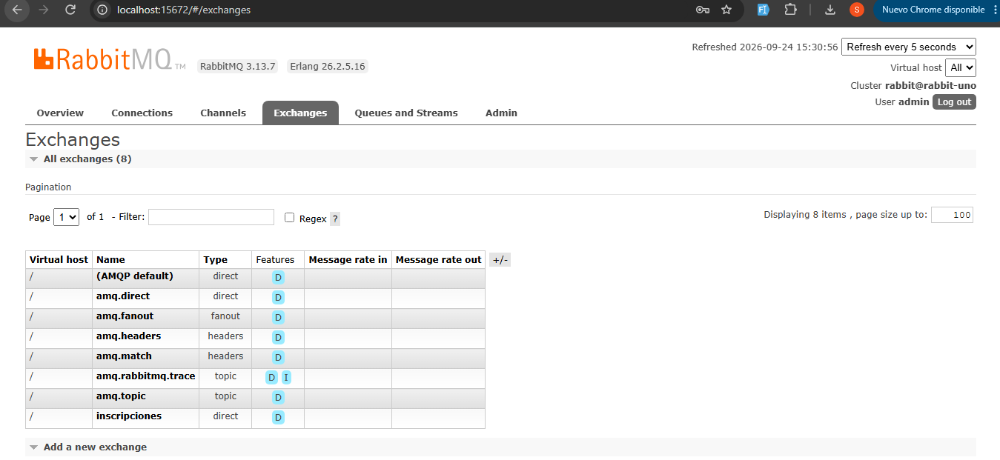 localhost:15672/#/exchanges
S
Nuevo Chrome disponible
RabbitMQ TM
RabbitMQ 3.13.7
Erlang 26.2.5.16
Refreshed 2026-09-24 15:30:56
Refresh every 5 seconds
Virtual host All
Cluster rabbit@rabbit-uno
User admin Log out
Overview Connections Channels Exchanges Queues and Streams Admin
Exchanges
All exchanges (8)
Pagination
Page 1 of 1 - Filter: Regex ?
Displaying 8 items , page size up to: 100
Virtual host Name Type Features Message rate in Message rate out +/-
/ (AMQP default) direct D
/ amq.direct direct D
/ amq.fanout fanout D
/ amq.headers headers D
/ amq.match headers D
/ amq.rabbitmq.trace topic D I
/ amq.topic topic D
/ inscripciones direct D
Add a new exchange